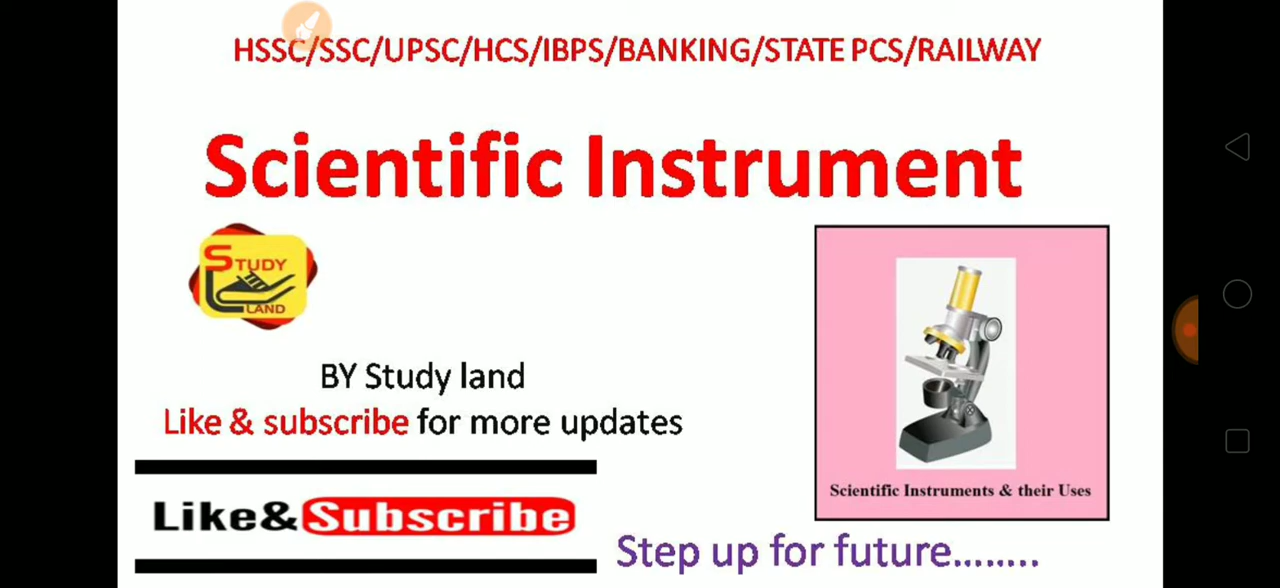 HSSC/SSC/UPSC/HCS/IBPS/BANKING/STATE PCS/RAILWAY
Scientific Instrument
STUDY
LAND
BY Study land
Like & subscribe for more updates
Like&Subscribe
Scientific Instruments & their Uses
Step up for future........